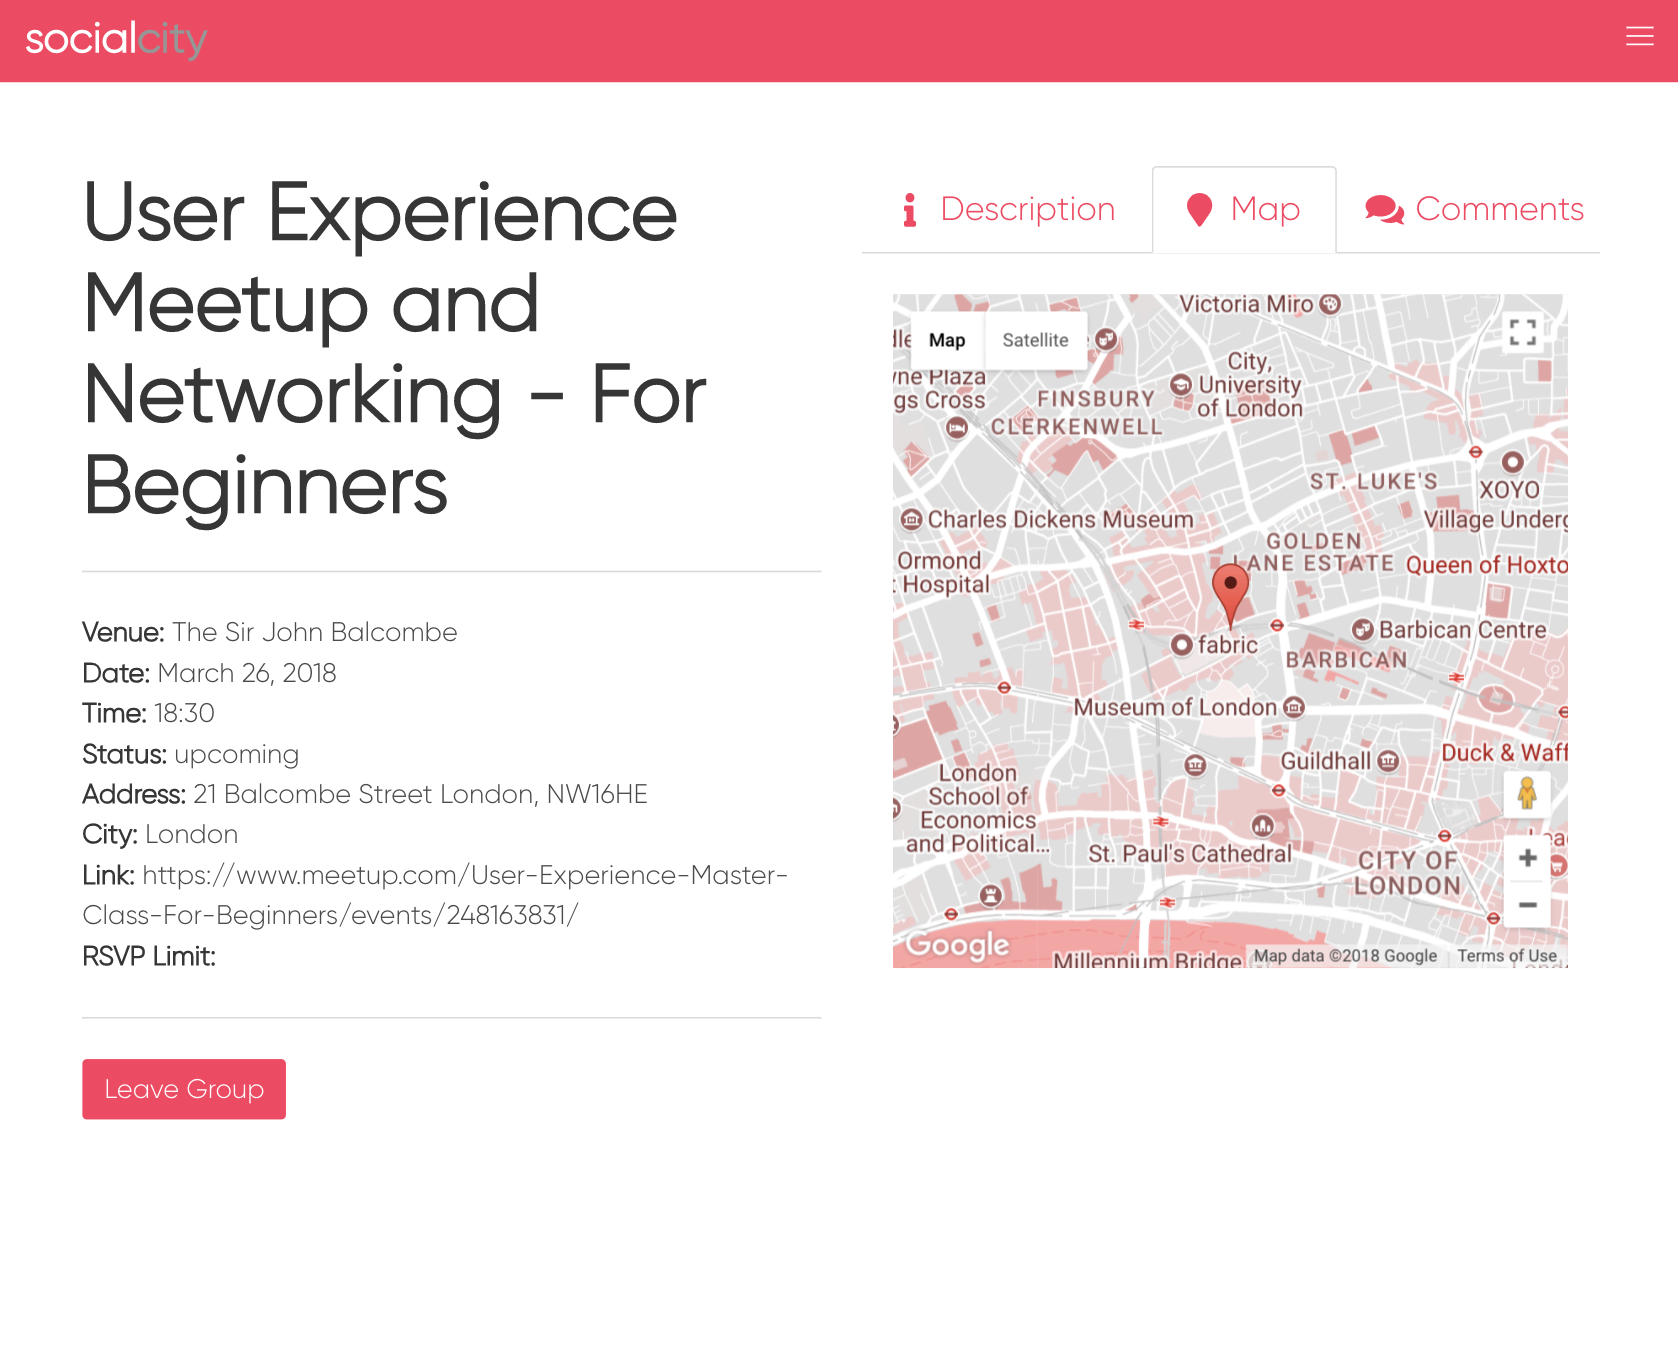 socialcity
User Experience
Meetup and
Networking - For
Beginners
Venue: The Sir John Balcombe
Date: March 26, 2018
Time: 18:30
Status: upcoming
Address: 21 Balcombe Street London, NW16HE
City: London
Link: https://www.meetup.com/User-Experience-Master-
Class-For-Beginners/events/248163831/
RSVP Limit:
Leave Group
Description Map Comments
Victoria Miro
Map Satellite
City,
University
of London
Plaza
gs Cross
FINSBURY
CLERKENWELL
ST. LUKE'S
XOYO
Charles Dickens Museum
Village Underg
GOLDEN
LANE ESTATE
Ormond
Hospital
Queen of Hoxto
fabric
Barbican Centre
BARBICAN
Museum of London
Guildhall
Duck & Waff
London
School of
Economics
and Political...
St. Paul's Cathedral
CITY OF
LONDON
Google
Millennium Bridge
Map data ©2018 Google Terms of Use